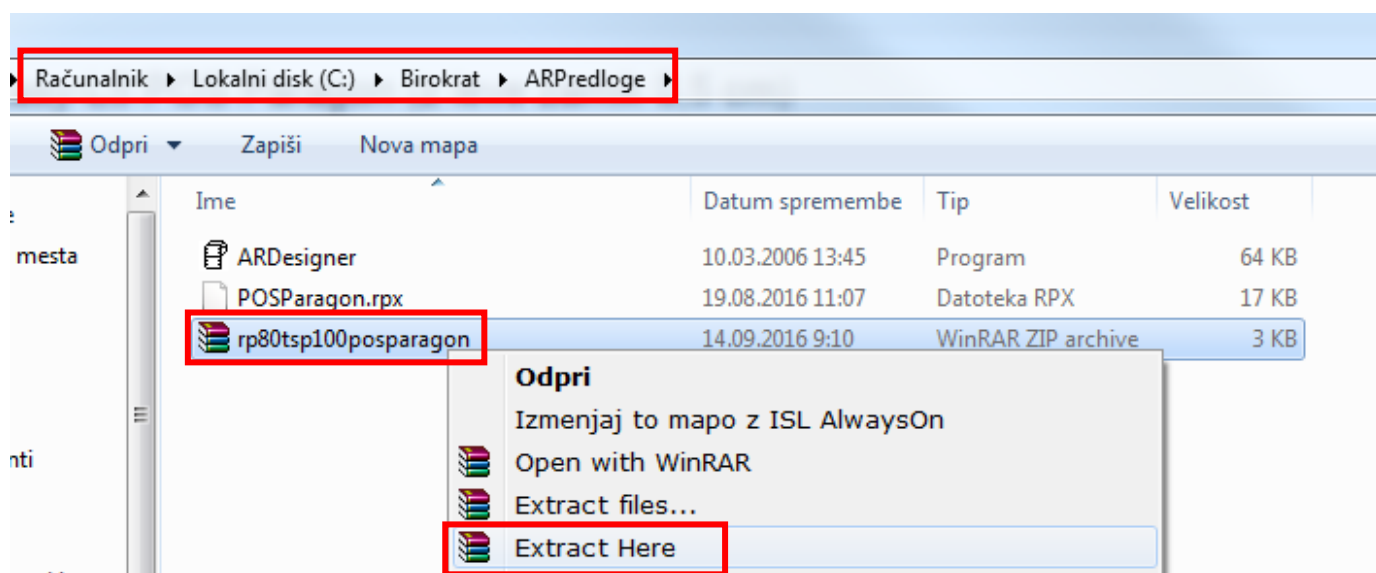 Računalnik ▸ Lokalni disk (C:) ▸ Birokrat ▸ ARPredloge ▸
Odpri Zapiši Nova mapa
Ime Datum spremembe Tip Velikost
mesta ARDesigner 10.03.2006 13:45 Program 64 KB
POSParagon.rpx 19.08.2016 11:07 Datoteka RPX 17 KB
rp80tsp100posparagon 14.09.2016 9:10 WinRAR ZIP archive 3 KB
Odpri
Izmenjaj to mapo z ISL AlwaysOn
nti Open with WinRAR
Extract files...
Extract Here